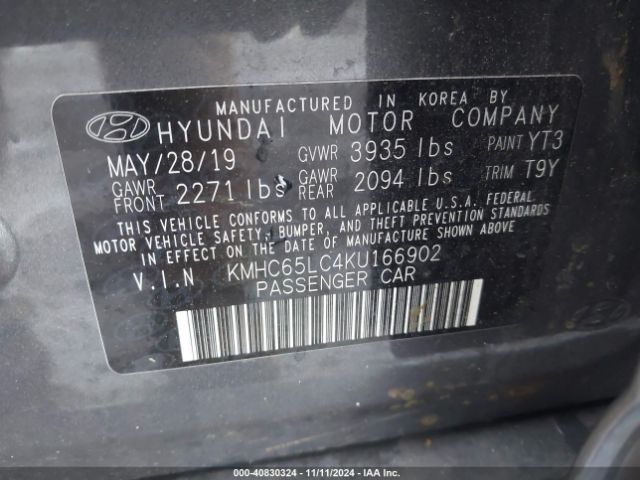 MANUFACTURED IN KOREA BY
HYUNDAI MOTOR COMPANY
MAY/28/19 GVWR 3935 lbs PAINT YT3
GAWR FRONT 2271 lbs GAWR REAR 2094 lbs TRIM T9Y
THIS VEHICLE CONFORMS TO ALL APPLICABLE U.S.A. FEDERAL
MOTOR VEHICLE SAFETY, BUMPER, AND THEFT PREVENTION STANDARDS
IN EFFECT ON THE DATE OF MANUFACTURE SHOWN ABOVE.
V.I.N KMHC65LC4KU166902
PASSENGER CAR
KW-40830324 - 11/11/2024 - IAA Inc.